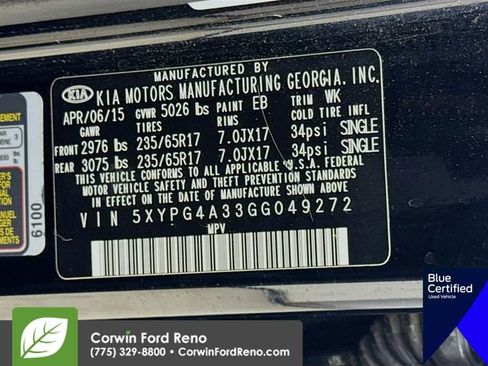 MANUFACTURED BY
KIA KIA MOTORS MANUFACTURING GEORGIA. INC.
APR/06/15 GVWR 5026 lbs PAINT EB TRIM WK
GAWR TIRES RIMS COLD TIRE INFL
FRONT 2976 lbs 235/65R17 7.0JX17 34psi SINGLE
REAR 3075 lbs 235/65R17 7.0JX17 34psi SINGLE
THIS VEHICLE CONFORMS TO ALL APPLICABLE U.S.A. FEDERAL
MOTOR VEHICLE SAFETY AND THEFT PREVENTION STANDARDS
IN EFFECT ON THE DATE OF MANUFACTURE SHOWN ABOVE
VIN 5XYPG4A33GG049272
MPV
6100
Blue
Certified
Used Vehicle
Corwin Ford Reno
(775) 329-8800 • CorwinFordReno.com